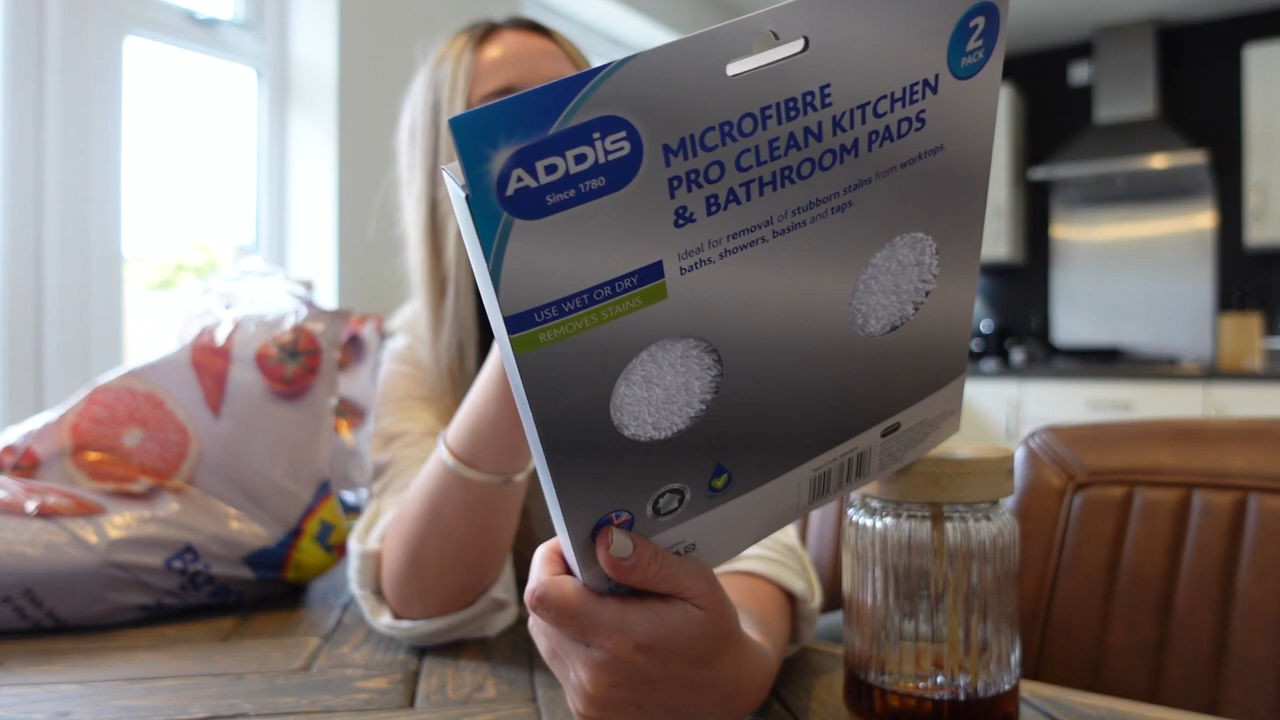 2
PACK
ADDIS
Since 1780
MICROFIBRE
PRO CLEAN KITCHEN
& BATHROOM PADS
Ideal for removal of stubborn stains from worktops,
baths, showers, basins and taps.
USE WET OR DRY
REMOVES STAINS